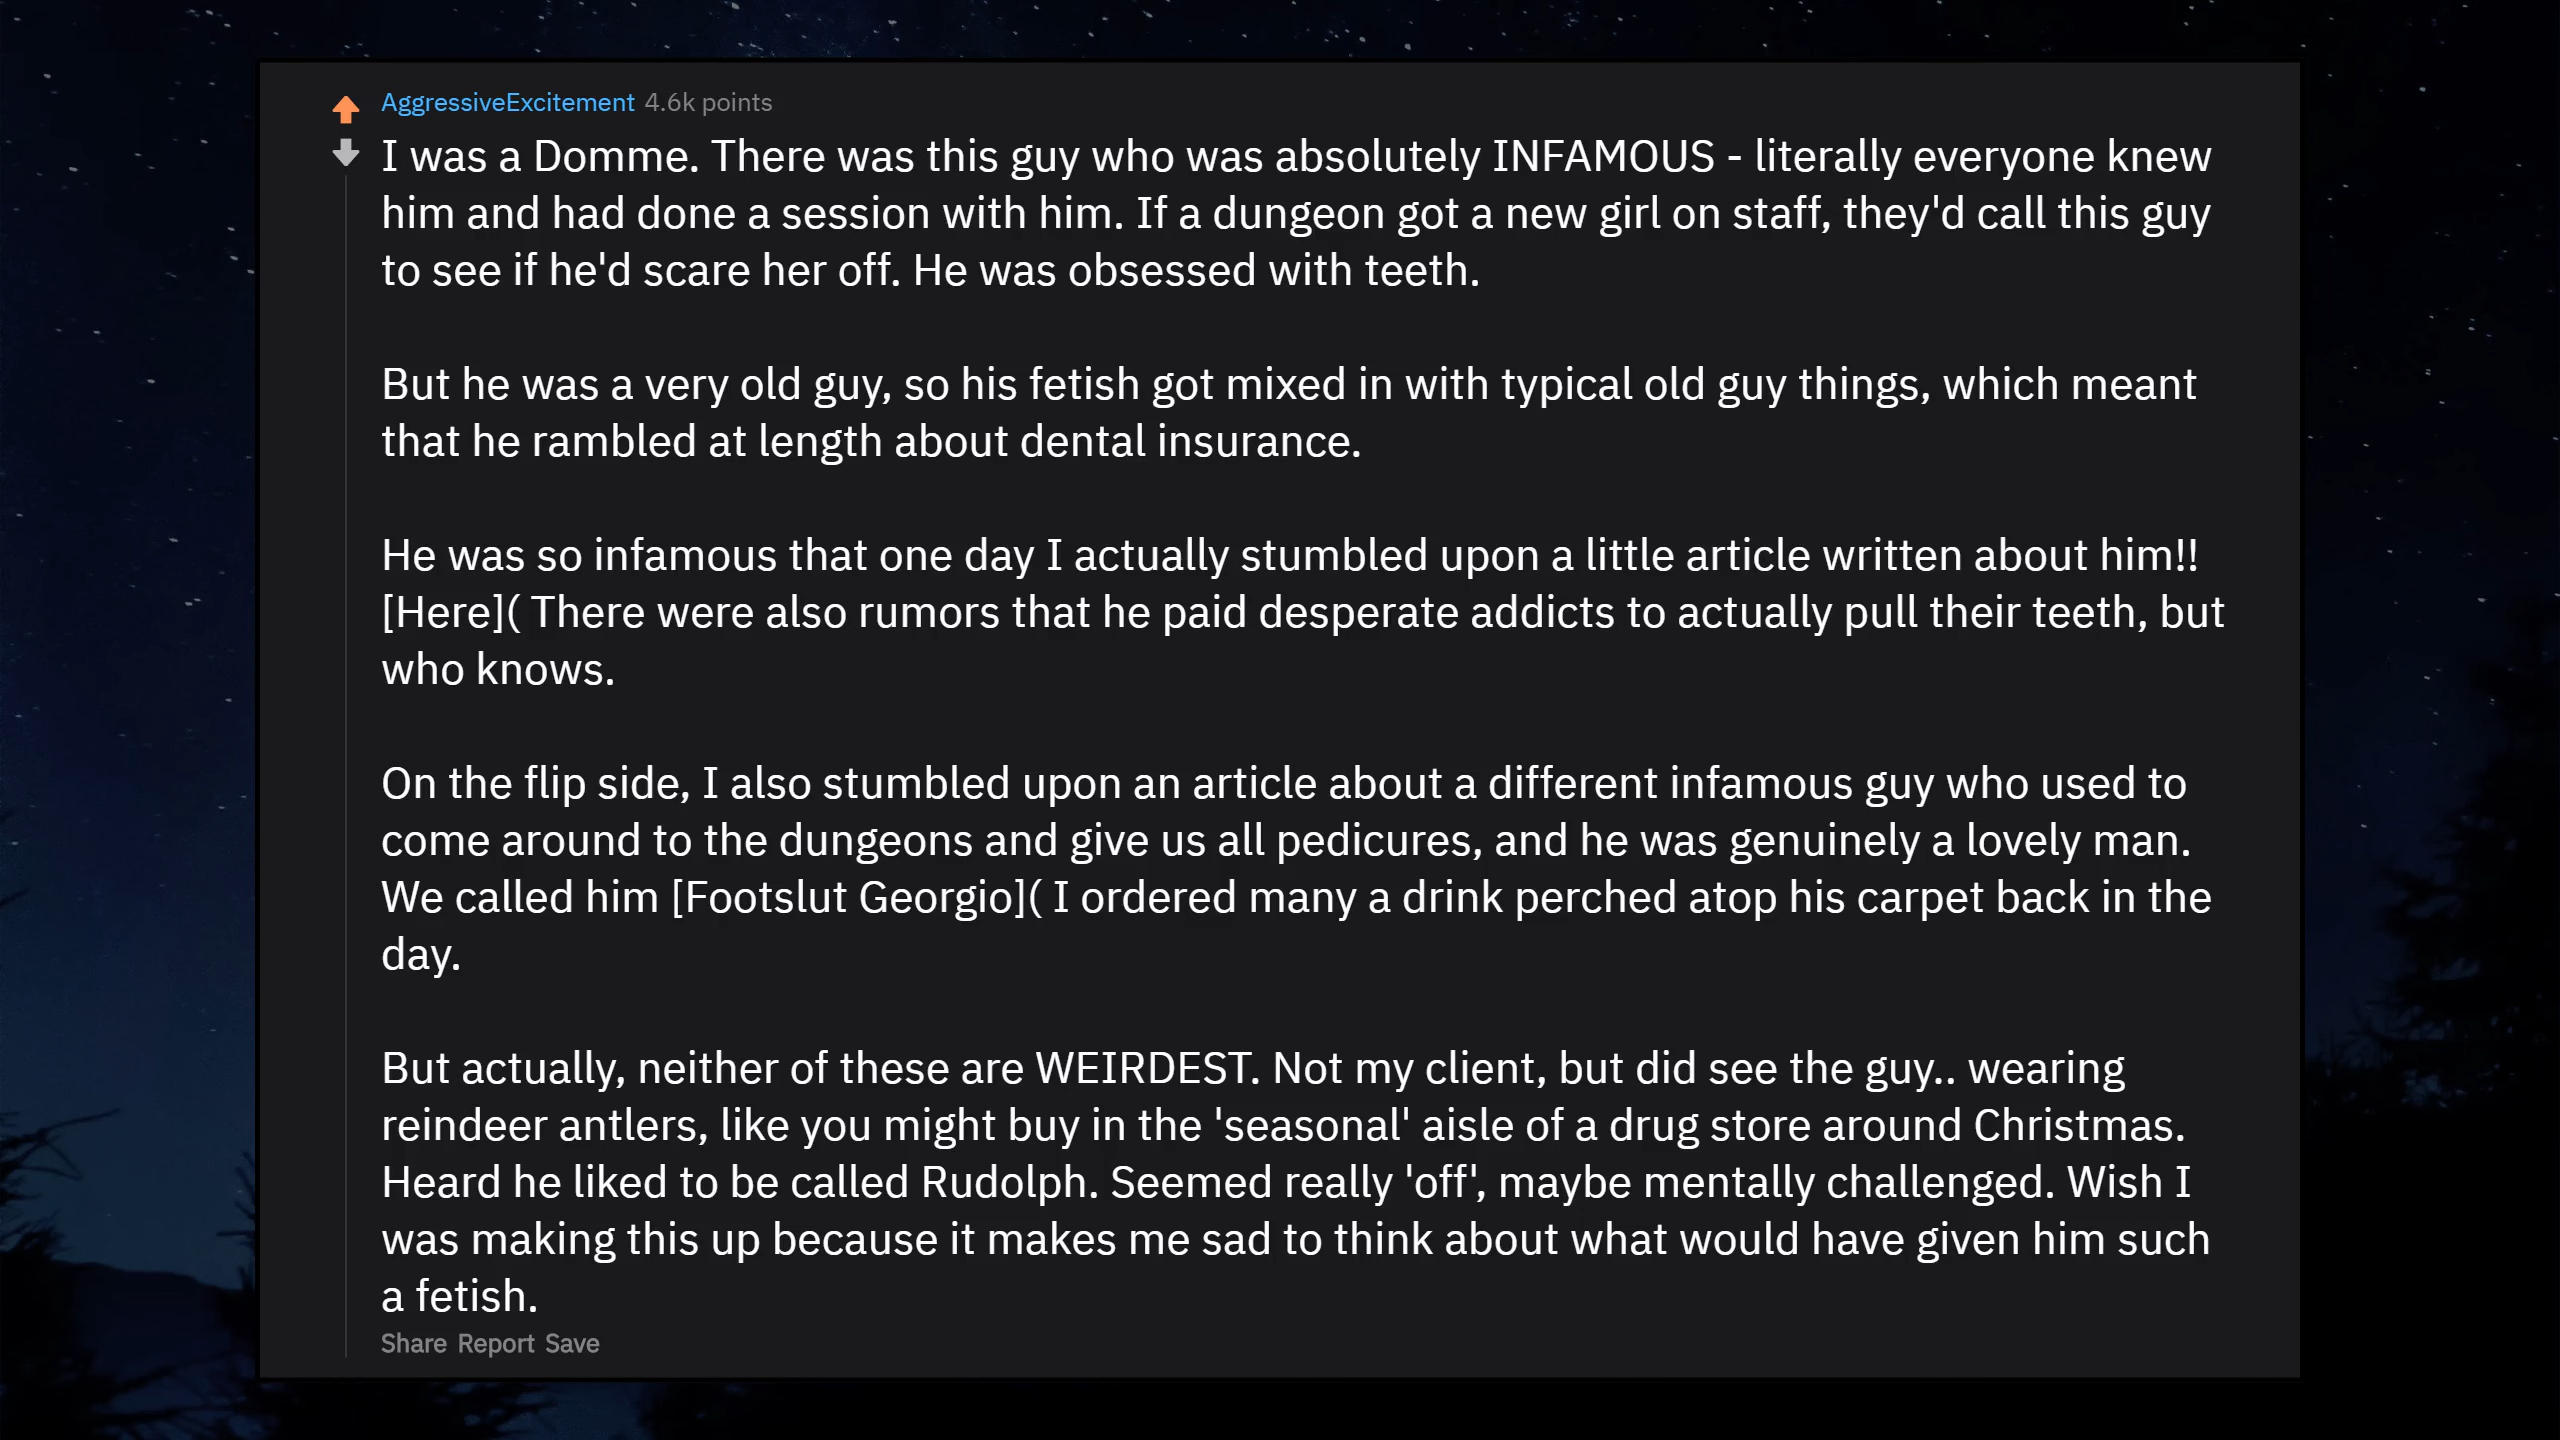 AggressiveExcitement 4.6k points
I was a Domme. There was this guy who was absolutely INFAMOUS - literally everyone knew
him and had done a session with him. If a dungeon got a new girl on staff, they'd call this guy
to see if he'd scare her off. He was obsessed with teeth.
But he was a very old guy, so his fetish got mixed in with typical old guy things, which meant
that he rambled at length about dental insurance.
He was so infamous that one day I actually stumbled upon a little article written about him!!
[Here]( There were also rumors that he paid desperate addicts to actually pull their teeth, but
who knows.
On the flip side, I also stumbled upon an article about a different infamous guy who used to
come around to the dungeons and give us all pedicures, and he was genuinely a lovely man.
We called him [Footslut Georgio]( I ordered many a drink perched atop his carpet back in the
day.
But actually, neither of these are WEIRDEST. Not my client, but did see the guy.. wearing
reindeer antlers, like you might buy in the 'seasonal' aisle of a drug store around Christmas.
Heard he liked to be called Rudolph. Seemed really 'off', maybe mentally challenged. Wish I
was making this up because it makes me sad to think about what would have given him such
a fetish.
Share Report Save